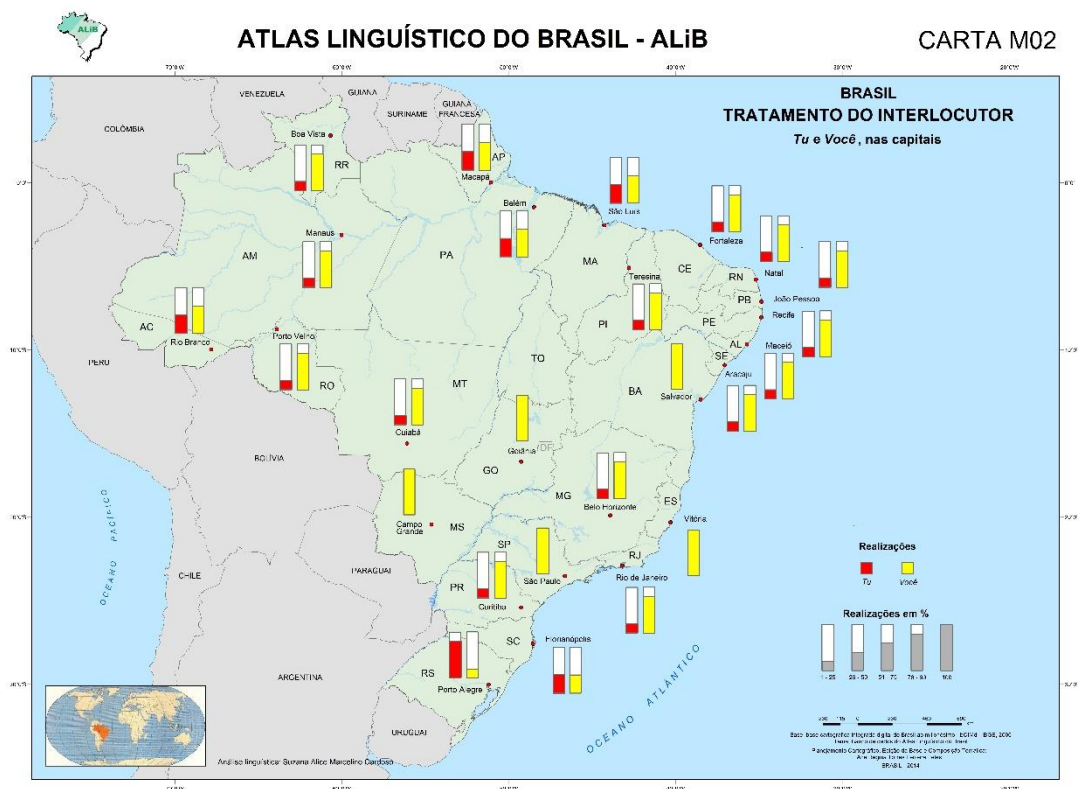 ALiB
ATLAS LINGUÍSTICO DO BRASIL - ALiB
CARTA M02
BRASIL
TRATAMENTO DO INTERLOCUTOR
Tu e Você, nas capitais
VENEZUELA
GUIANA
SURINAME
GUIANA
FRANCESA
COLÔMBIA
Boa Vista
RR
AP
Macapá
Belém
São Luís
Fortaleza
Natal
Manaus
AM
PA
MA
Teresina
CE
RN
PB
João Pessoa
Recife
PI
PE
AL
Maceió
SE
Aracaju
AC
Rio Branco
Porto Velho
RO
MT
TO
BA
Salvador
PERU
Cuiabá
Goiânia
DF
GO
BOLÍVIA
MG
Belo Horizonte
ES
Vitória
Campo
Grande
MS
SP
São Paulo
RJ
Rio de Janeiro
PARAGUAI
CHILE
PR
Curitiba
SC
Florianópolis
RS
Porto Alegre
ARGENTINA
URUGUAI
OCEANO PACÍFICO
OCEANO ATLÂNTICO
Realizações
Tu
Você
Realizações em %
Análise linguística: Suzana Alice Marcelino Cardoso
BRASIL - 2014